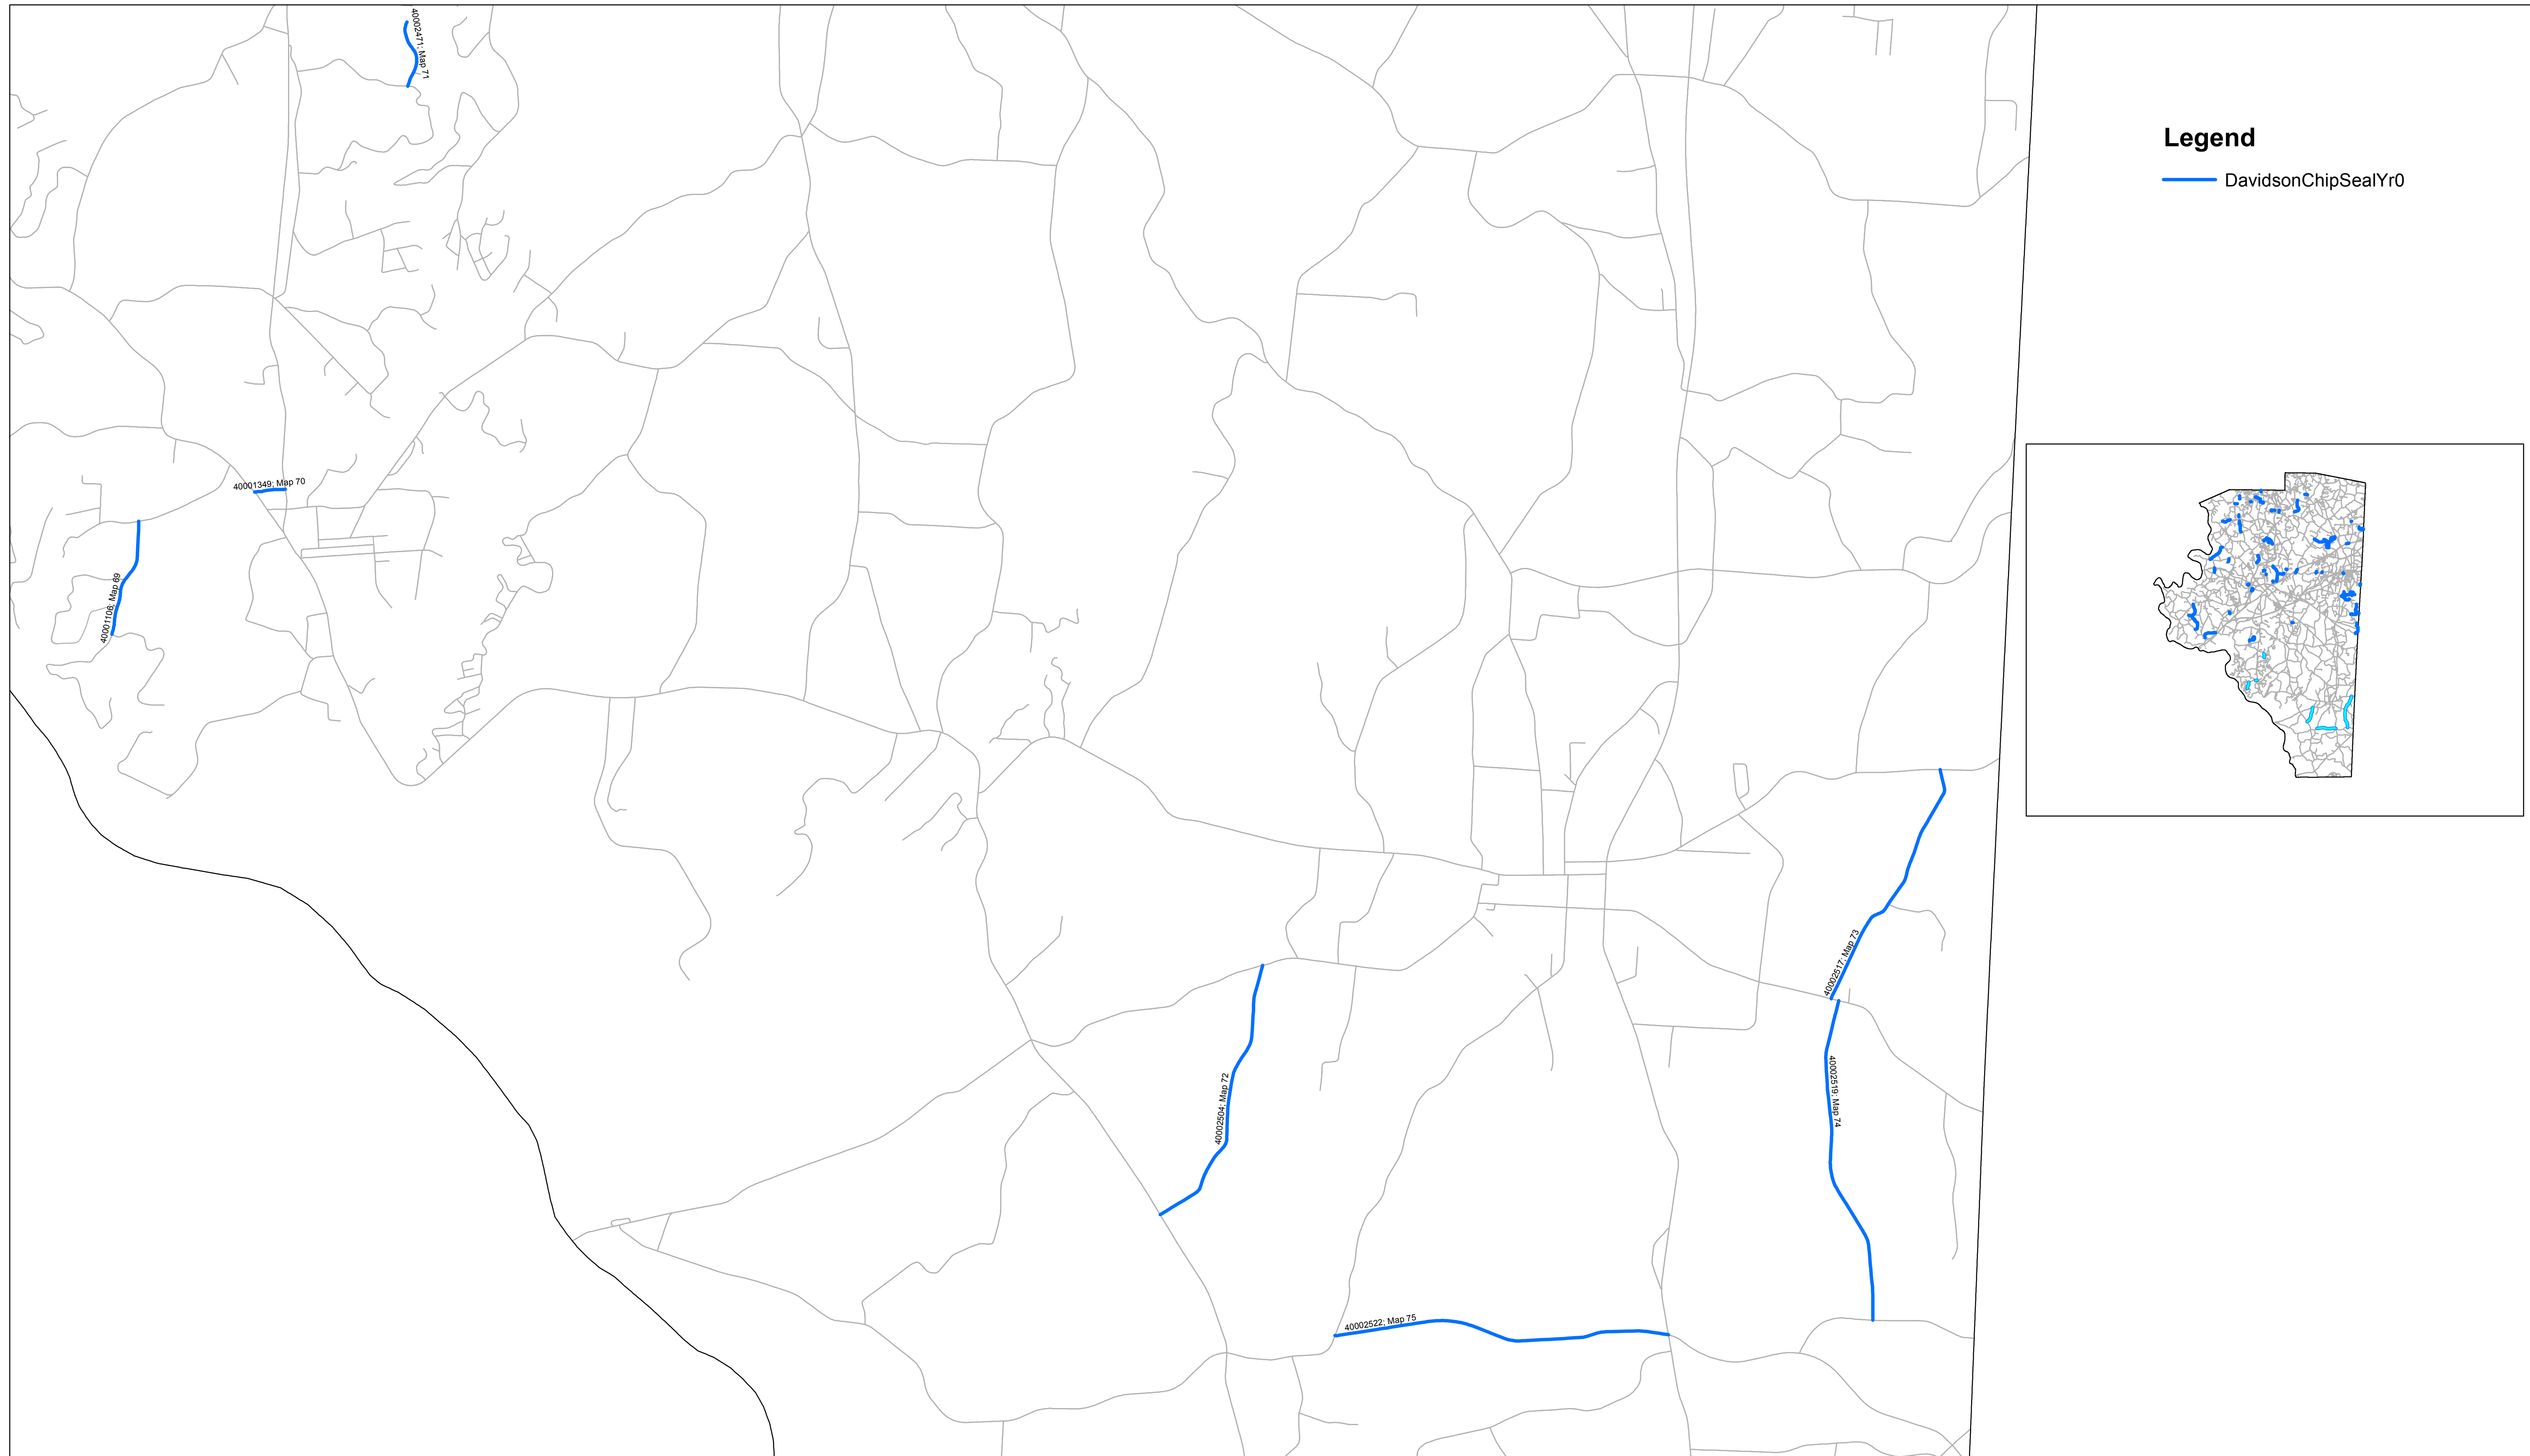 40002471; Map 71
Legend
DavidsonChipSealYr0
40001349; Map 70
40001106; Map 69
40002517; Map 73
40002519; Map 74
40002504; Map 72
40002522; Map 75